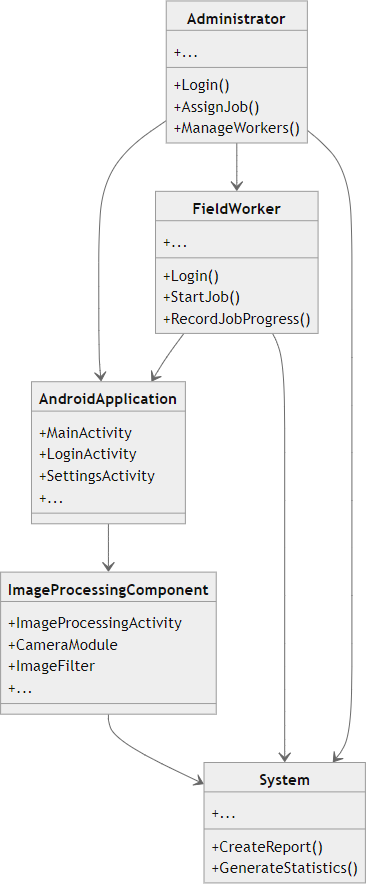 Administrator
+...
+Login()
+AssignJob()
+ManageWorkers()
FieldWorker
+...
+Login()
+StartJob()
+RecordJobProgress()
AndroidApplication
+MainActivity
+LoginActivity
+SettingsActivity
+...
ImageProcessingComponent
+ImageProcessingActivity
+CameraModule
+ImageFilter
+...
System
+...
+CreateReport()
+GenerateStatistics()